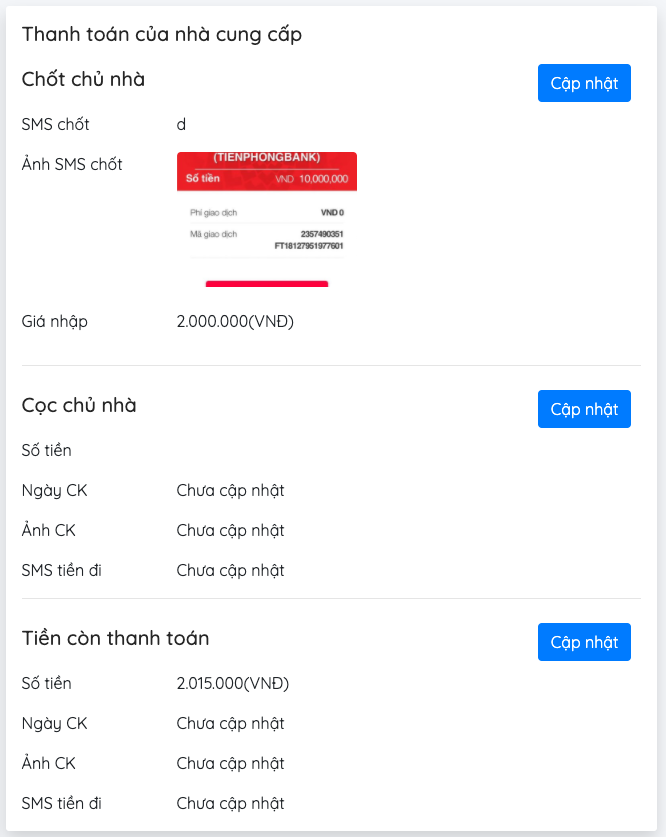 Thanh toán của nhà cung cấp
Chốt chủ nhà
Cập nhật
SMS chốt d
Ảnh SMS chốt
(TIENPHONGBANK)
Số tiền VND 10,000,000
Phí giao dịch VND 0
Mã giao dịch 2357490351
FT18127951977601
Giá nhập 2.000.000(VNĐ)
Cọc chủ nhà
Cập nhật
Số tiền
Ngày CK Chưa cập nhật
Ảnh CK Chưa cập nhật
SMS tiền đi Chưa cập nhật
Tiền còn thanh toán
Cập nhật
Số tiền 2.015.000(VNĐ)
Ngày CK Chưa cập nhật
Ảnh CK Chưa cập nhật
SMS tiền đi Chưa cập nhật